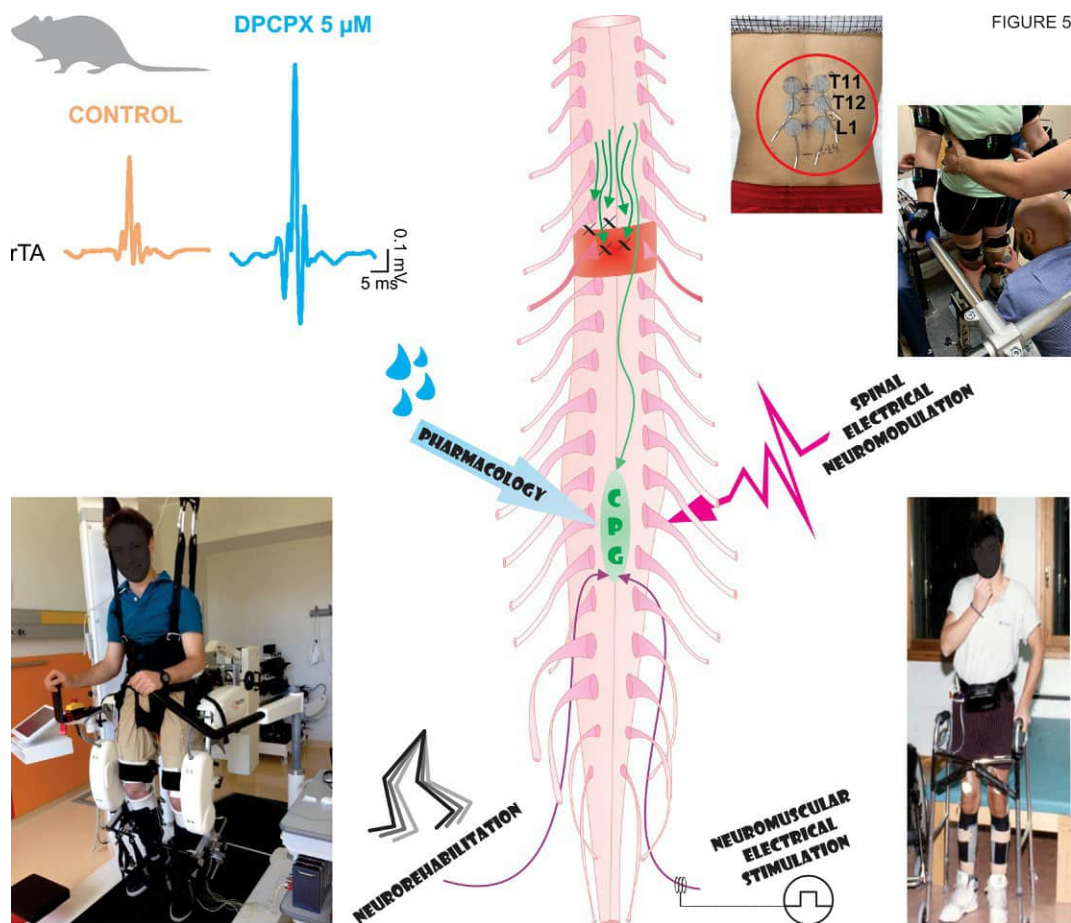 FIGURE 5
DPCPX 5 µM
CONTROL
rTA
0.1 mV
5 ms
T11
T12
L1
SPINAL
ELECTRICAL
NEUROMODULATION
PHARMACOLOGY
C
P
G
NEUROREHABILITATION
NEUROMUSCULAR
ELECTRICAL
STIMULATION